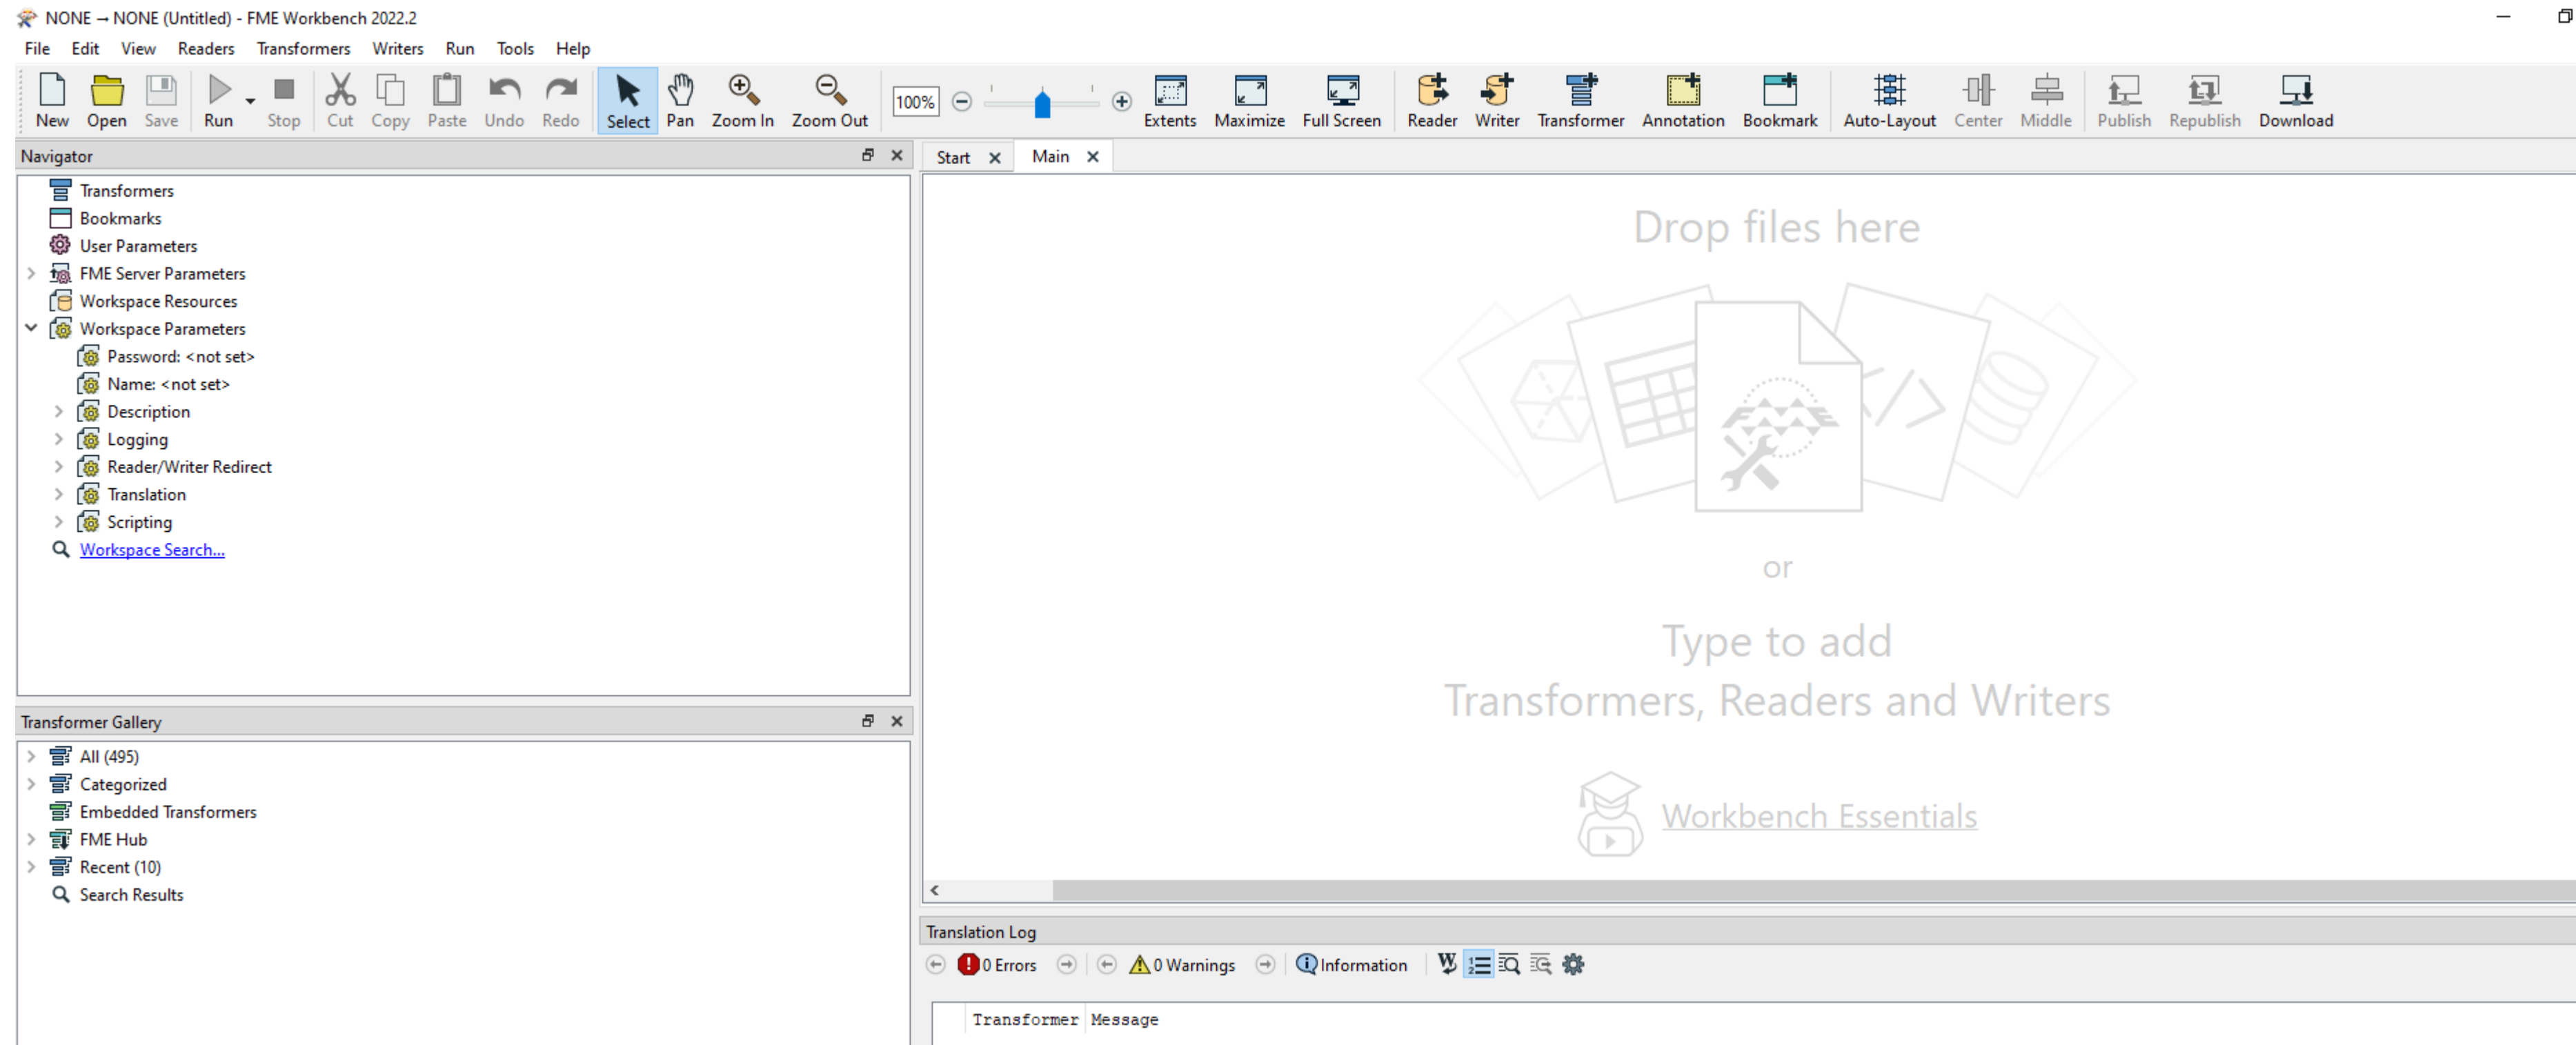 NONE → NONE (Untitled) - FME Workbench 2022.2
File Edit View Readers Transformers Writers Run Tools Help
New Open Save Run Stop Cut Copy Paste Undo Redo Select Pan Zoom In Zoom Out 100% Extents Maximize Full Screen Reader Writer Transformer Annotation Bookmark Auto-Layout Center Middle Publish Republish Download
Navigator
Transformers
Bookmarks
User Parameters
FME Server Parameters
Workspace Resources
Workspace Parameters
Password: <not set>
Name: <not set>
Description
Logging
Reader/Writer Redirect
Translation
Scripting
Workspace Search...
Transformer Gallery
All (495)
Categorized
Embedded Transformers
FME Hub
Recent (10)
Search Results
Start Main
Drop files here
or
Type to add
Transformers, Readers and Writers
Workbench Essentials
Translation Log
0 Errors 0 Warnings Information
Transformer Message